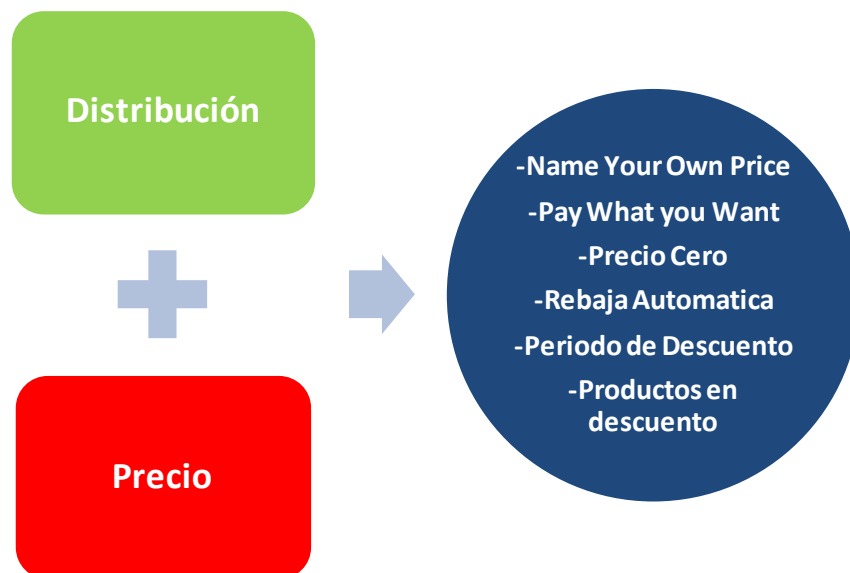 Distribución
Precio
-Name Your Own Price
-Pay What you Want
-Precio Cero
-Rebaja Automatica
-Periodo de Descuento
-Productos en
descuento